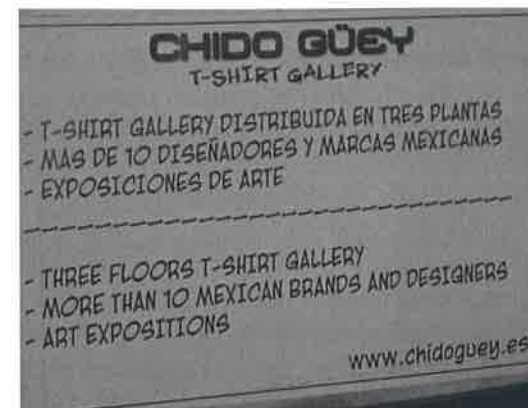 CHIDO GÜEY
T-SHIRT GALLERY
- T-SHIRT GALLERY DISTRIBUIDA EN TRES PLANTAS
- MAS DE 10 DISEÑADORES Y MARCAS MEXICANAS
- EXPOSICIONES DE ARTE
- THREE FLOORS T-SHIRT GALLERY
- MORE THAN 10 MEXICAN BRANDS AND DESIGNERS
- ART EXPOSITIONS
www.chidoguey.es